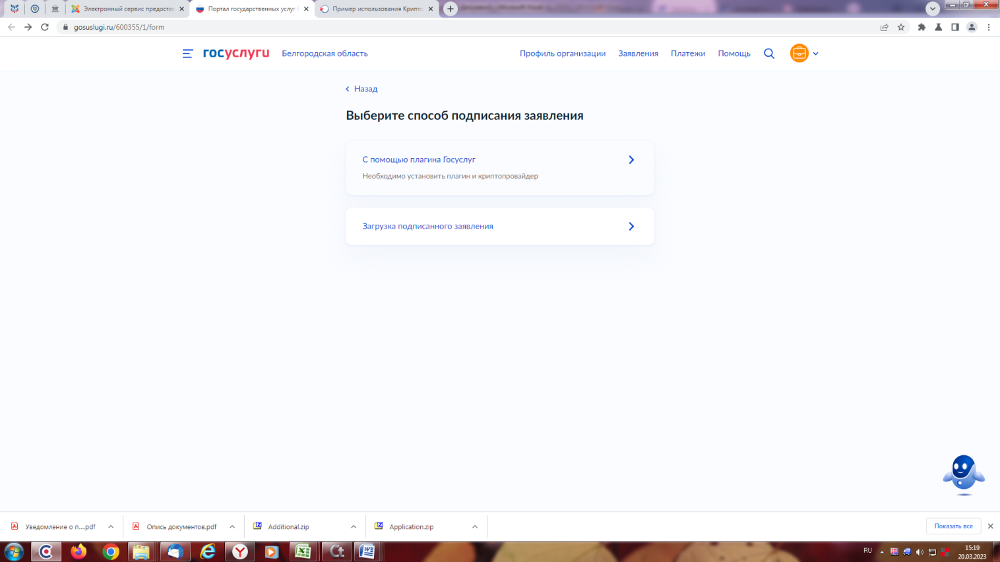 Электронный сервис предостав
Портал государственных услуг
Пример использования Крипто
gosuslugi.ru/600355/1/form
госуслуги
Белгородская область
Профиль организации
Заявления
Платежи
Помощь
Назад
Выберите способ подписания заявления
С помощью плагина Госуслуг
Необходимо установить плагин и криптопровайдер
Загрузка подписанного заявления
Уведомление о п....pdf
Опись документов.pdf
Additional.zip
Application.zip
Показать все
RU
15:19
20.03.2023